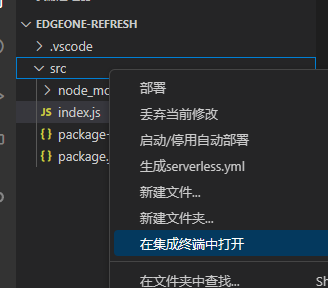 EDGEONE-REFRESH
.vscode
src
node_mo
JS index.js
{} package-
{} package.
部署
丢弃当前修改
启动/停用自动部署
生成serverless.yml
新建文件...
新建文件夹...
在集成终端中打开
在文件夹中查找...
Sh